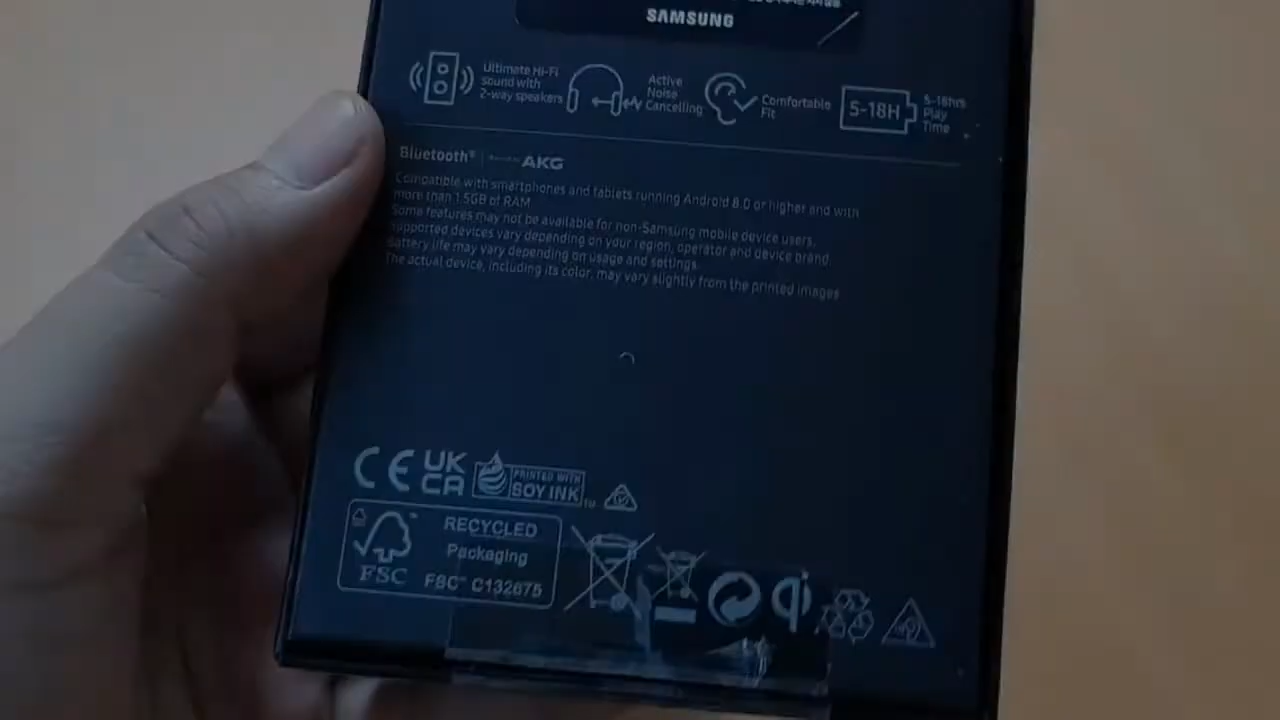 SAMSUNG
Ultimate Hi-Fi
sound with
2-way speakers
Active
Noise
Cancelling
Comfortable
Fit
5-18H
5-18hrs
Play
Time
Bluetooth® | AKG
Compatible with smartphones and tablets running Android 8.0 or higher and with
more than 1.5GB of RAM
Some features may not be available for non-Samsung mobile device users.
Supported devices vary depending on your region, operator and device brand.
Battery life may vary depending on usage and settings.
The actual device, including its color, may vary slightly from the printed images
CE
UK
CA
PRINTED WITH
SOY INK
TM
RECYCLED
Packaging
FSC
FSC™ C132675
qi